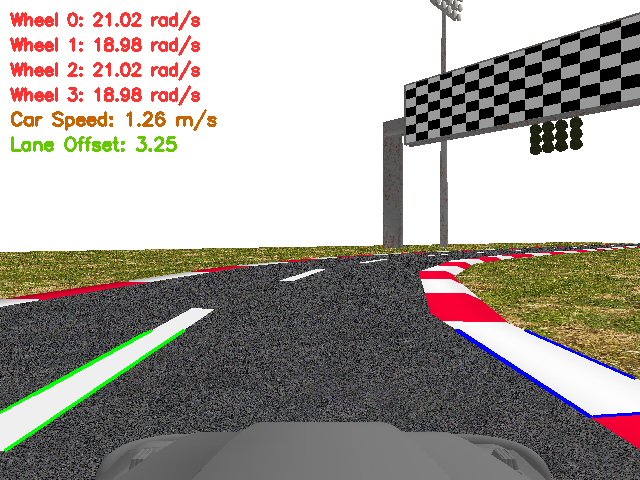 Wheel 0: 21.02 rad/s
Wheel 1: 18.98 rad/s
Wheel 2: 21.02 rad/s
Wheel 3: 18.98 rad/s
Car Speed: 1.26 m/s
Lane Offset: 3.25